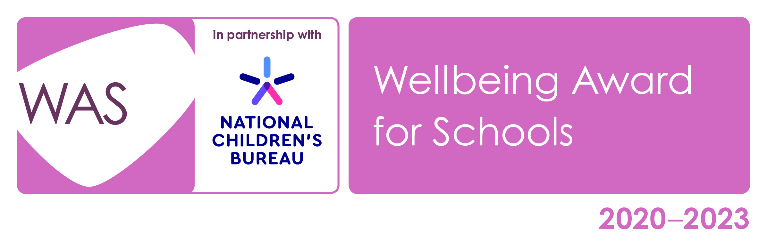 WAS
in partnership with
NATIONAL
CHILDREN'S
BUREAU
Wellbeing Award
for Schools
2020–2023